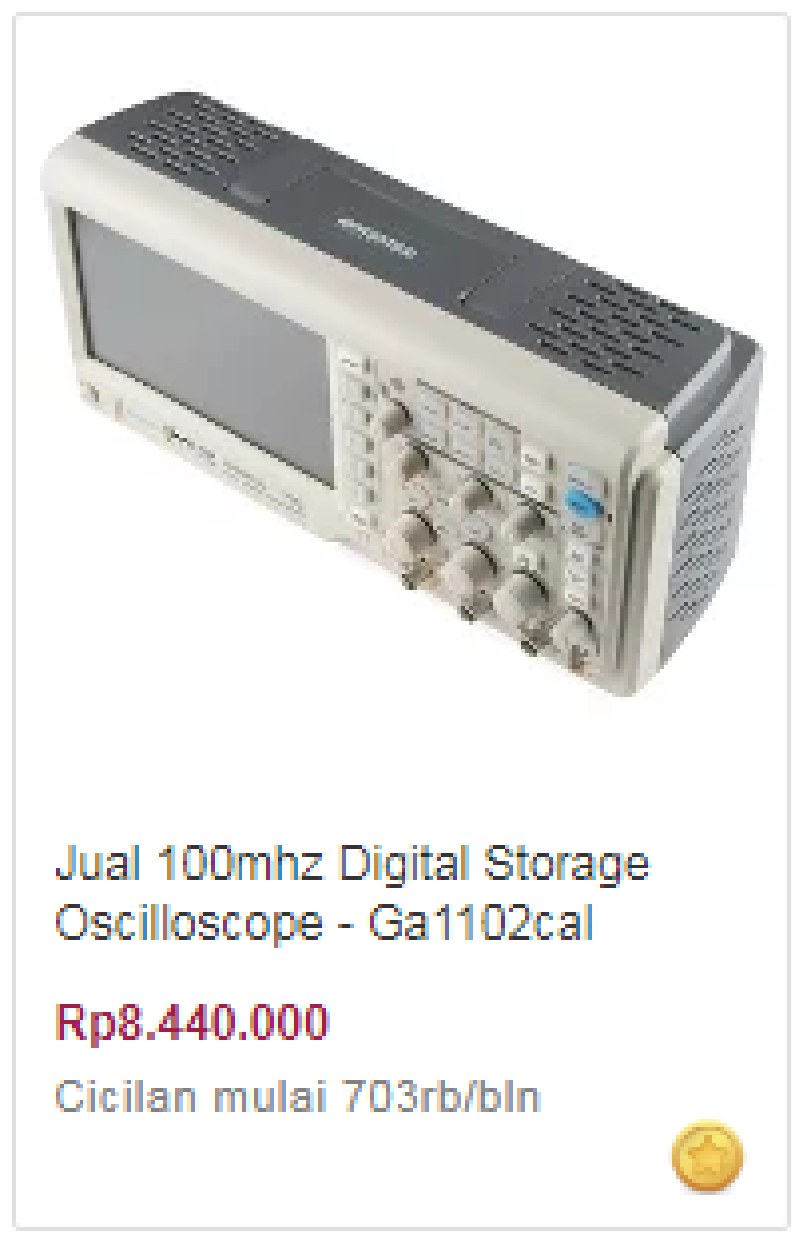 Jual 100mhz Digital Storage
Oscilloscope - Ga1102cal
Rp8.440.000
Cicilan mulai 703rb/bln